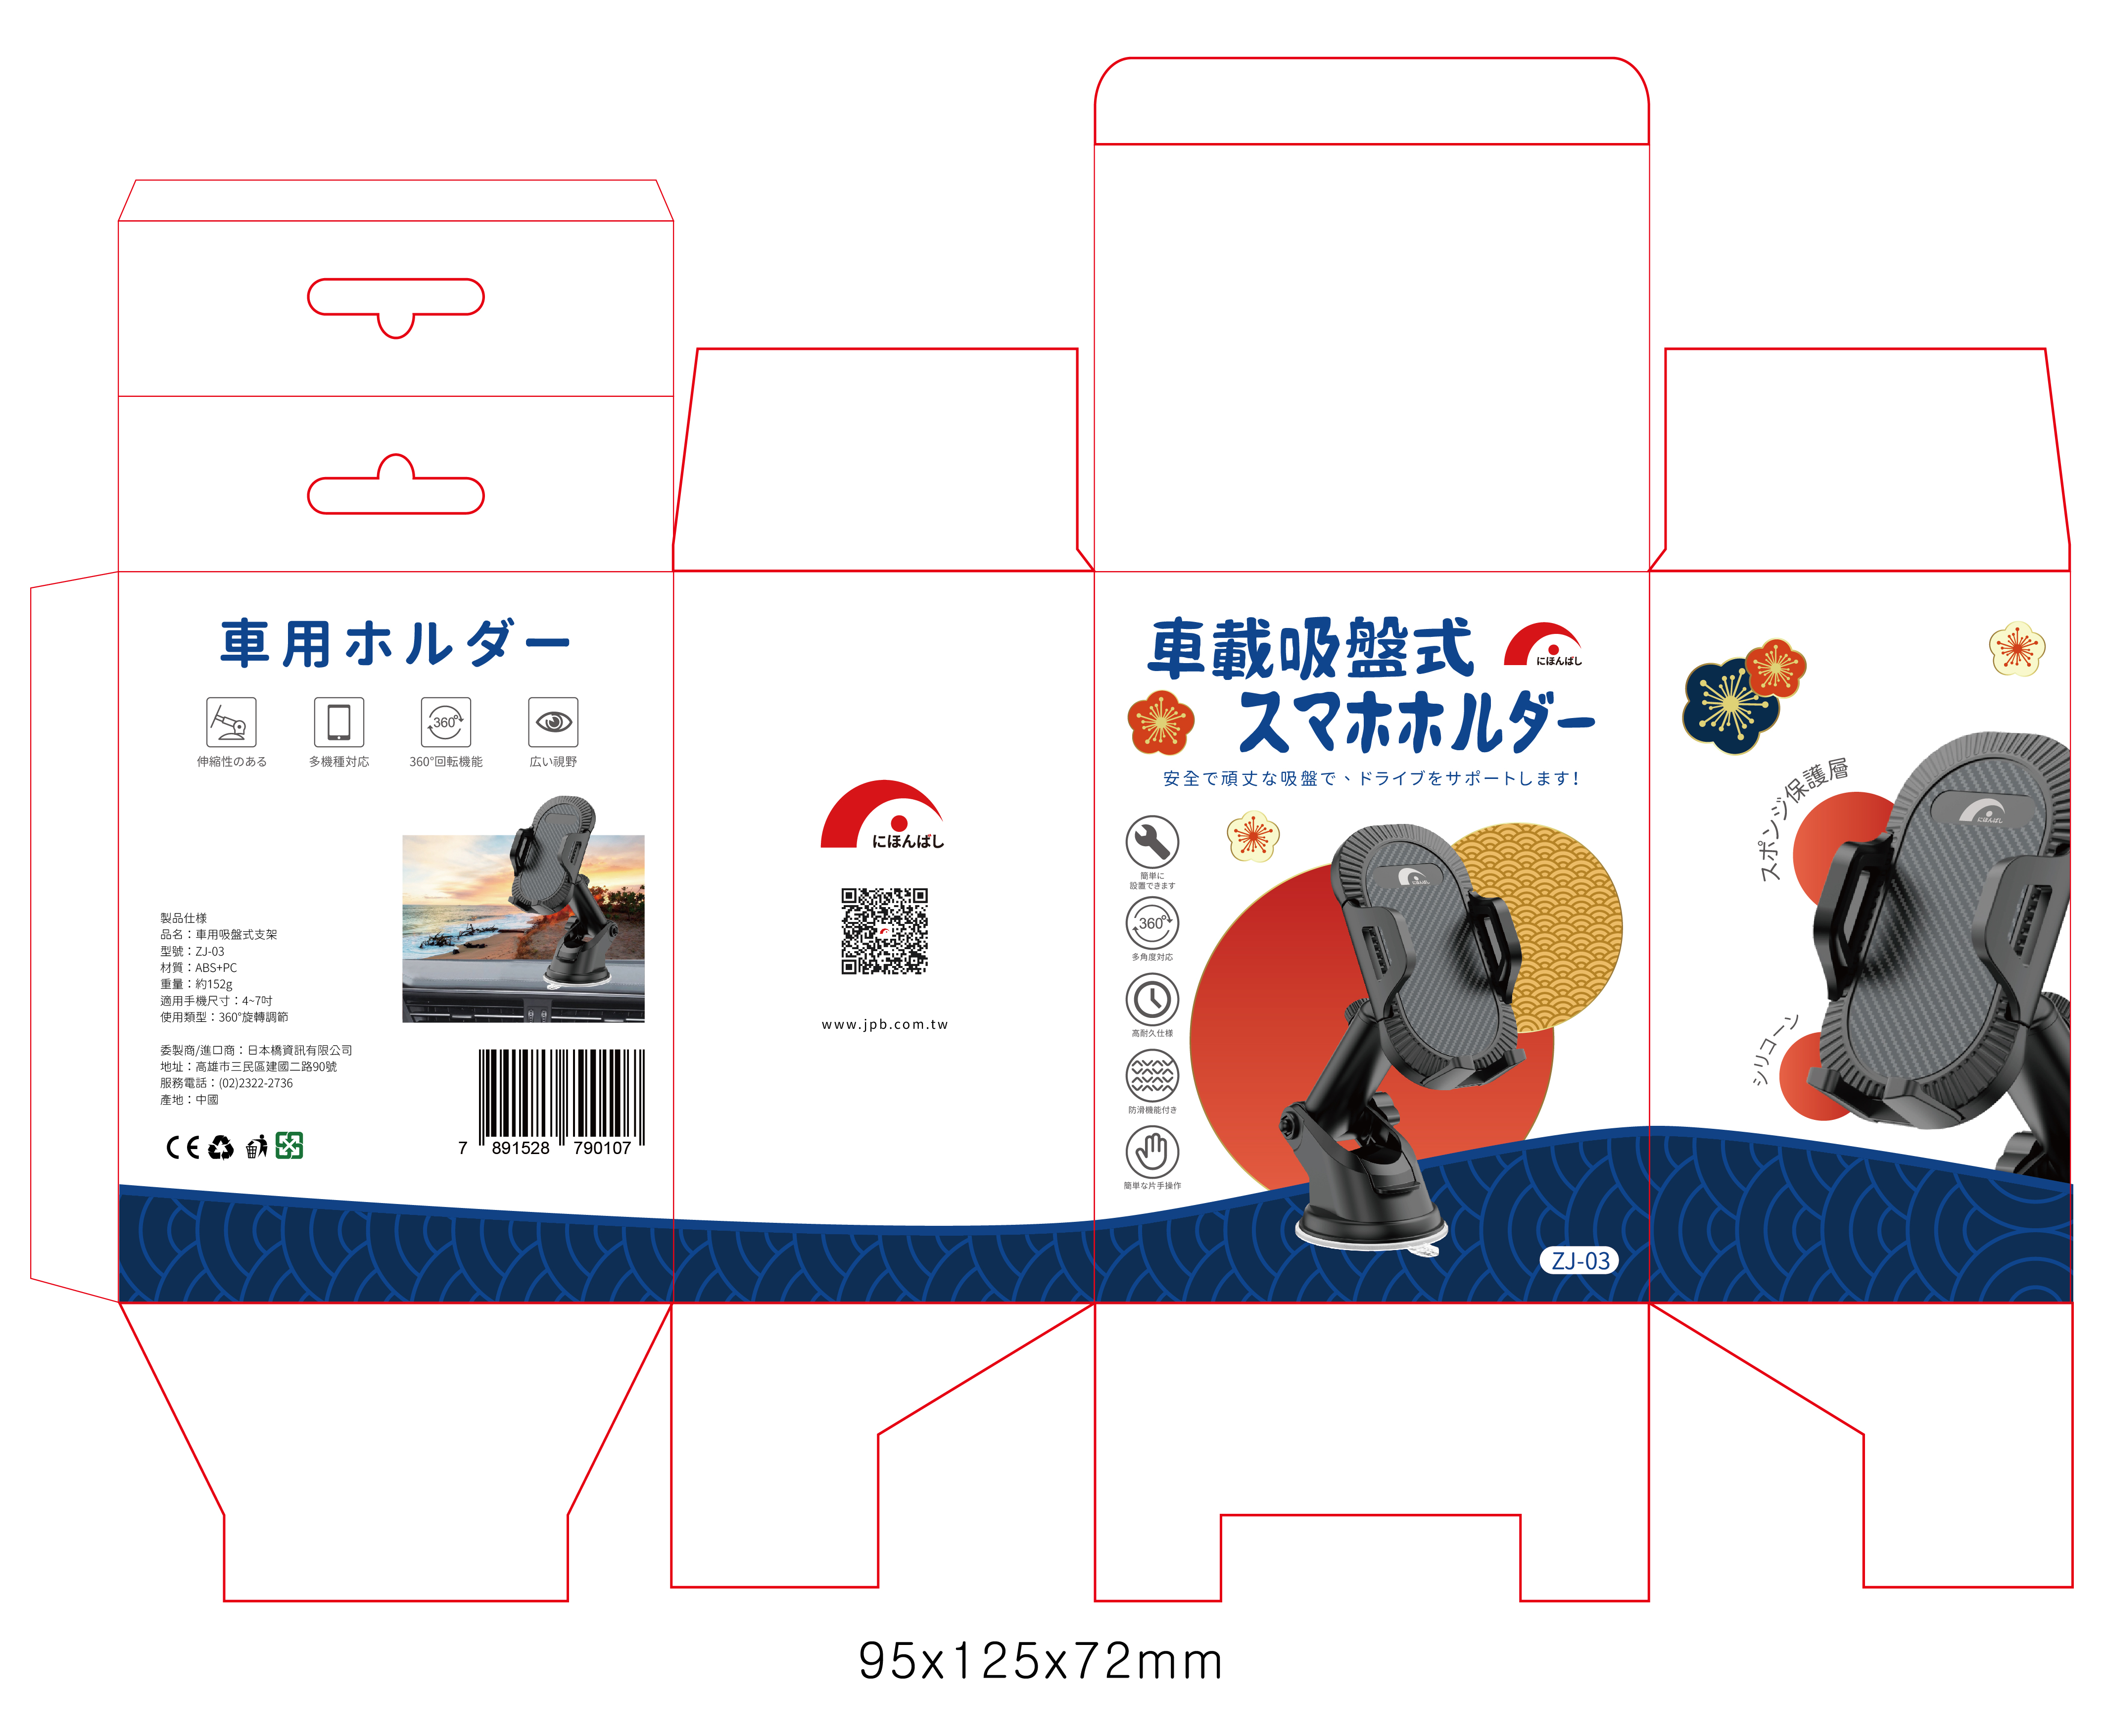 車用ホルダー
伸縮性のある
多機種対応
360°
360°回転機能
広い視野
製品仕様
品名：車用吸盤式支架
型號：ZJ-03
材質：ABS+PC
重量：約152g
適用手機尺寸：4~7吋
使用類型：360°旋轉調節
委製商/進口商：日本橋資訊有限公司
地址：高雄市三民區建國二路90號
服務電話：(02)2322-2736
產地：中國
CE
7 891528 790107
にほんばし
www.jpb.com.tw
車載吸盤式
にほんばし
スマホホルダー
安全で頑丈な吸盤で、ドライブをサポートします！
簡単に
設置できます
360°
多角度対応
高耐久仕様
防滑機能付き
簡単な片手操作
にほんばし
ZJ-03
スポンジ保護層
にほんばし
シリコーン
95x125x72mm